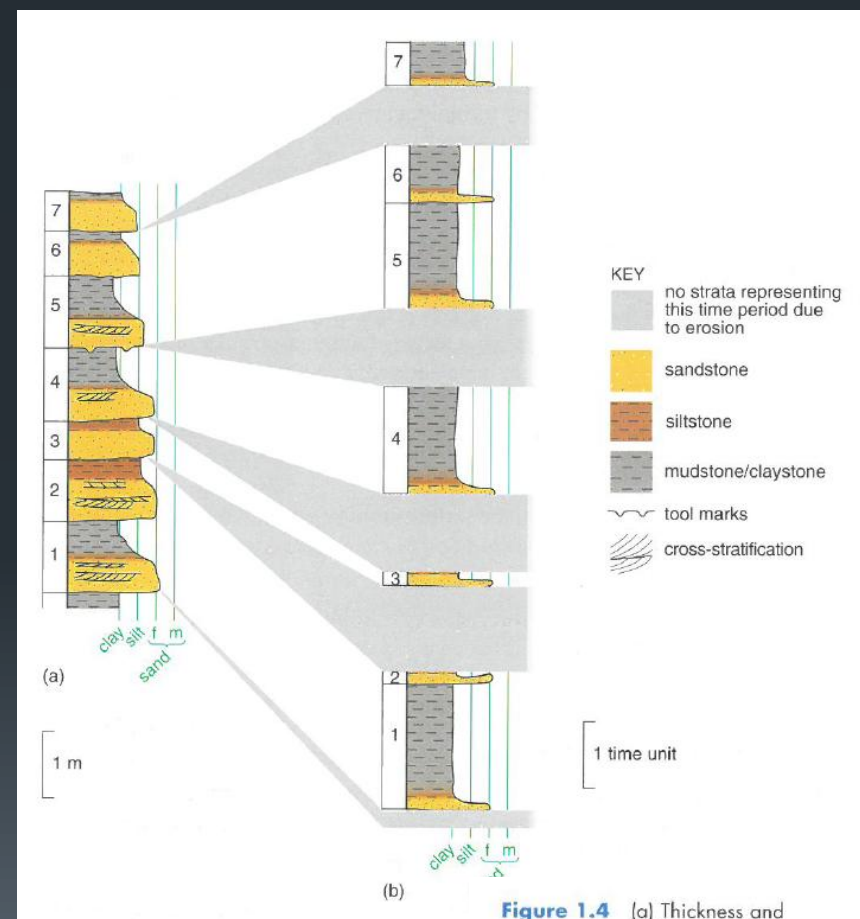 7
6
5
4
3
2
1
clay
silt
f m
sand
(a)
1 m
7
6
5
4
3
2
1
clay
silt
f m
nd
(b)
1 time unit
KEY
no strata representing
this time period due
to erosion
sandstone
siltstone
mudstone/claystone
tool marks
cross-stratification
Figure 1.4 (a) Thickness and